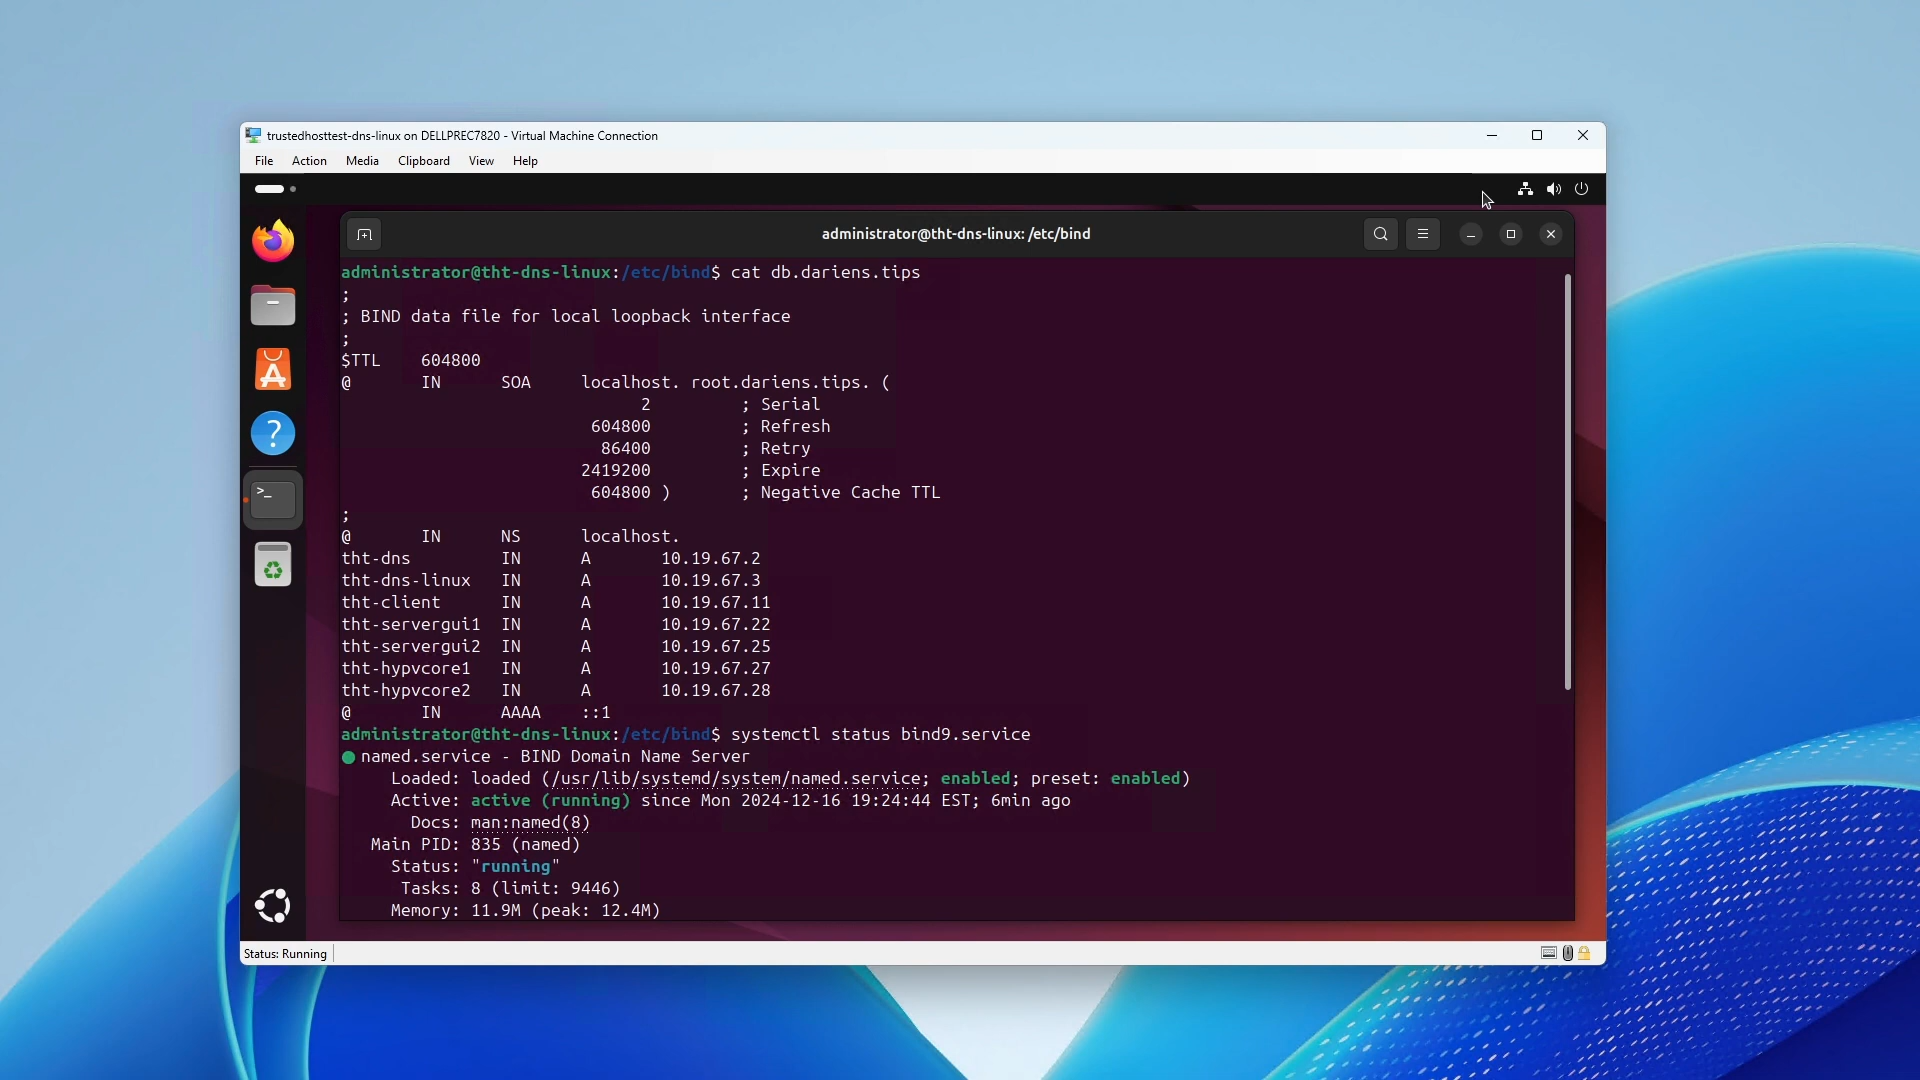 trustedhosttest-dns-linux on DELLPREC7820 - Virtual Machine Connection
File Action Media Clipboard View Help
administrator@tht-dns-linux: /etc/bind
administrator@tht-dns-linux:/etc/bind$ cat db.dariens.tips
;
; BIND data file for local loopback interface
;
$TTL 604800
@ IN SOA localhost. root.dariens.tips. (
2 ; Serial
604800 ; Refresh
86400 ; Retry
2419200 ; Expire
604800 ) ; Negative Cache TTL
;
@ IN NS localhost.
tht-dns IN A 10.19.67.2
tht-dns-linux IN A 10.19.67.3
tht-client IN A 10.19.67.11
tht-servergui1 IN A 10.19.67.22
tht-servergui2 IN A 10.19.67.25
tht-hypvcore1 IN A 10.19.67.27
tht-hypvcore2 IN A 10.19.67.28
@ IN AAAA ::1
administrator@tht-dns-linux:/etc/bind$ systemctl status bind9.service
named.service - BIND Domain Name Server
Loaded: loaded (/usr/lib/systemd/system/named.service; enabled; preset: enabled)
Active: active (running) since Mon 2024-12-16 19:24:44 EST; 6min ago
Docs: man:named(8)
Main PID: 835 (named)
Status: "running"
Tasks: 8 (limit: 9446)
Memory: 11.9M (peak: 12.4M)
Status: Running